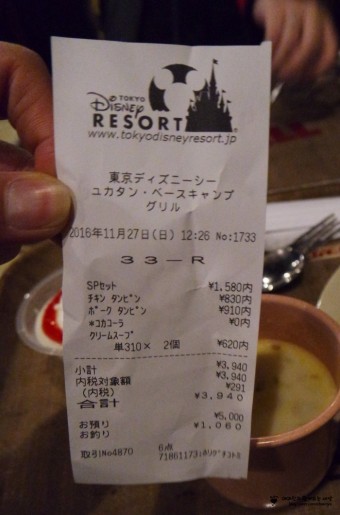 TOKYO
Disney
RESORT
www.tokyodisneyresort.jp
東京ディズニーシー
ユカタン・ベースキャンプ
グリル
2016年11月27日(日) 12:26 No:1733
33-R
SPセット ¥1,580内
チキン タンピン ¥830内
ポーク タンピン ¥910内
*コカコーラ ¥0内
クリームスープ
単310× 2個 ¥620内
小計 ¥3,940
内税対象額 ¥3,940
(内税) ¥291
合計 ¥3,940
お預り ¥5,000
お釣り ¥1,060
6点
取引No4870 71861173: